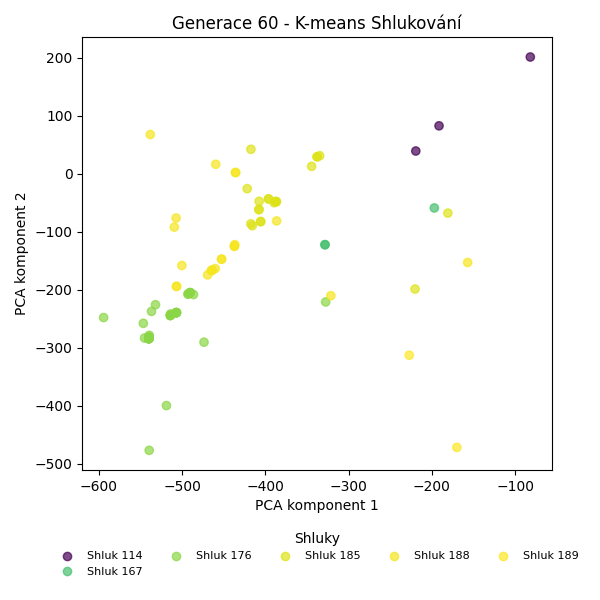 Generace 60 - K-means Shlukování
200
100
0
−100
−200
−300
−400
−500
PCA komponent 2
−600 −500 −400 −300 −200 −100
PCA komponent 1
Shluky
Shluk 114 Shluk 176 Shluk 185 Shluk 188 Shluk 189
Shluk 167